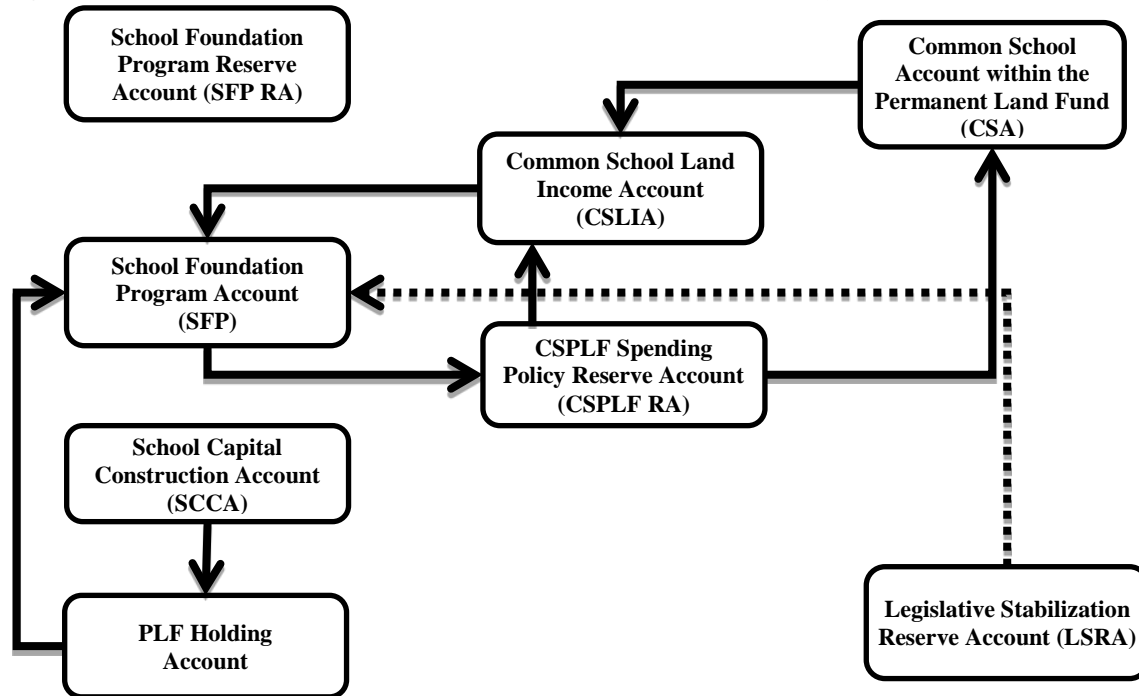 School Foundation
Program Reserve
Account (SFP RA)
Common School
Account within the
Permanent Land Fund
(CSA)
Common School Land
Income Account
(CSLIA)
School Foundation
Program Account
(SFP)
CSPLF Spending
Policy Reserve Account
(CSPLF RA)
School Capital
Construction Account
(SCCA)
PLF Holding
Account
Legislative Stabilization
Reserve Account (LSRA)